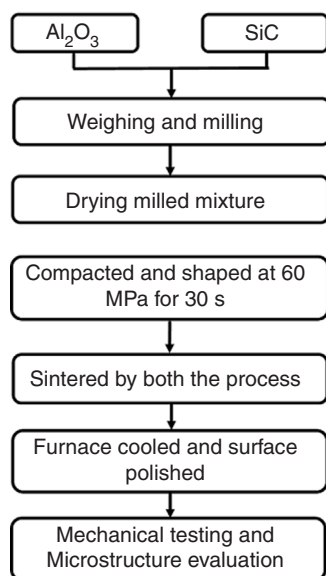 Al₂O₃
SiC
Weighing and milling
Drying milled mixture
Compacted and shaped at 60
MPa for 30 s
Sintered by both the process
Furnace cooled and surface
polished
Mechanical testing and
Microstructure evaluation